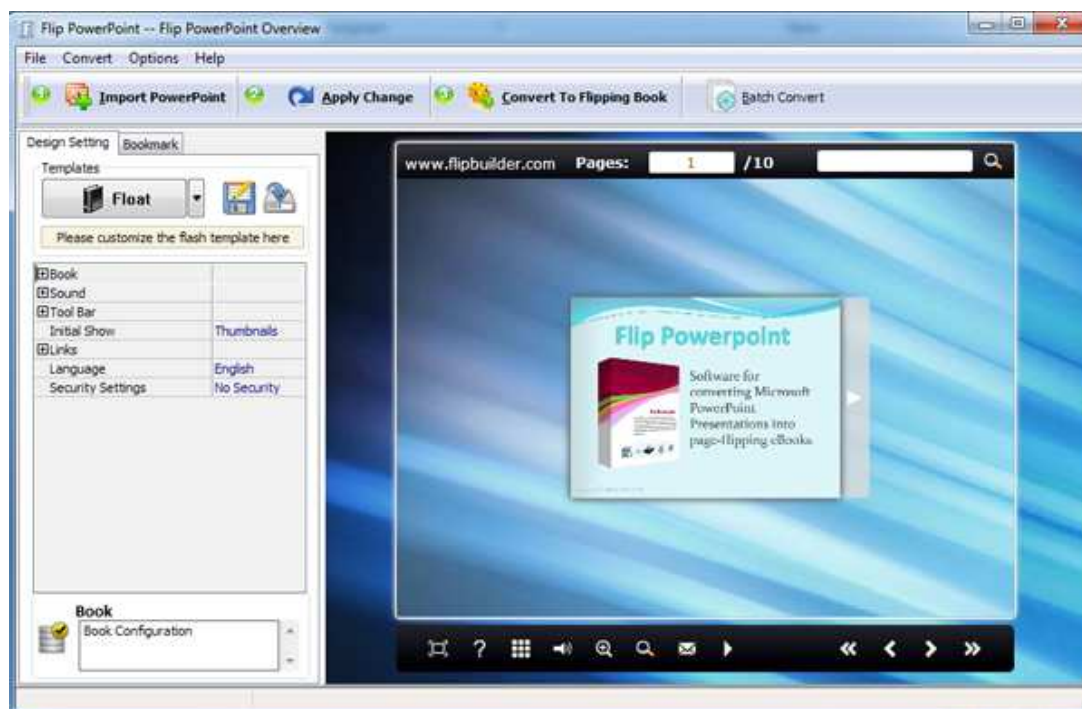 Flip PowerPoint -- Flip PowerPoint Overview
File Convert Options Help
Import PowerPoint Apply Change Convert To Flipping Book Batch Convert
Design Setting Bookmark
Templates
Float
Please customize the flash template here
Book
Sound
Tool Bar
Initial Show Thumbnails
Links
Language English
Security Settings No Security
Book
Book Configuration
www.flipbuilder.com Pages: 1 /10
Flip Powerpoint
Software for
converting Microsoft
PowerPoint
Presentations into
page-flipping eBooks